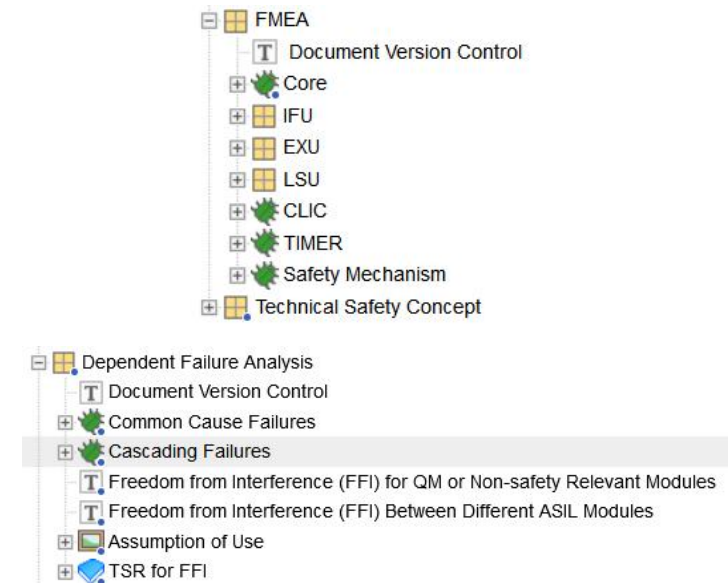 FMEA
Document Version Control
Core
IFU
EXU
LSU
CLIC
TIMER
Safety Mechanism
Technical Safety Concept
Dependent Failure Analysis
Document Version Control
Common Cause Failures
Cascading Failures
Freedom from Interference (FFI) for QM or Non-safety Relevant Modules
Freedom from Interference (FFI) Between Different ASIL Modules
Assumption of Use
TSR for FFI